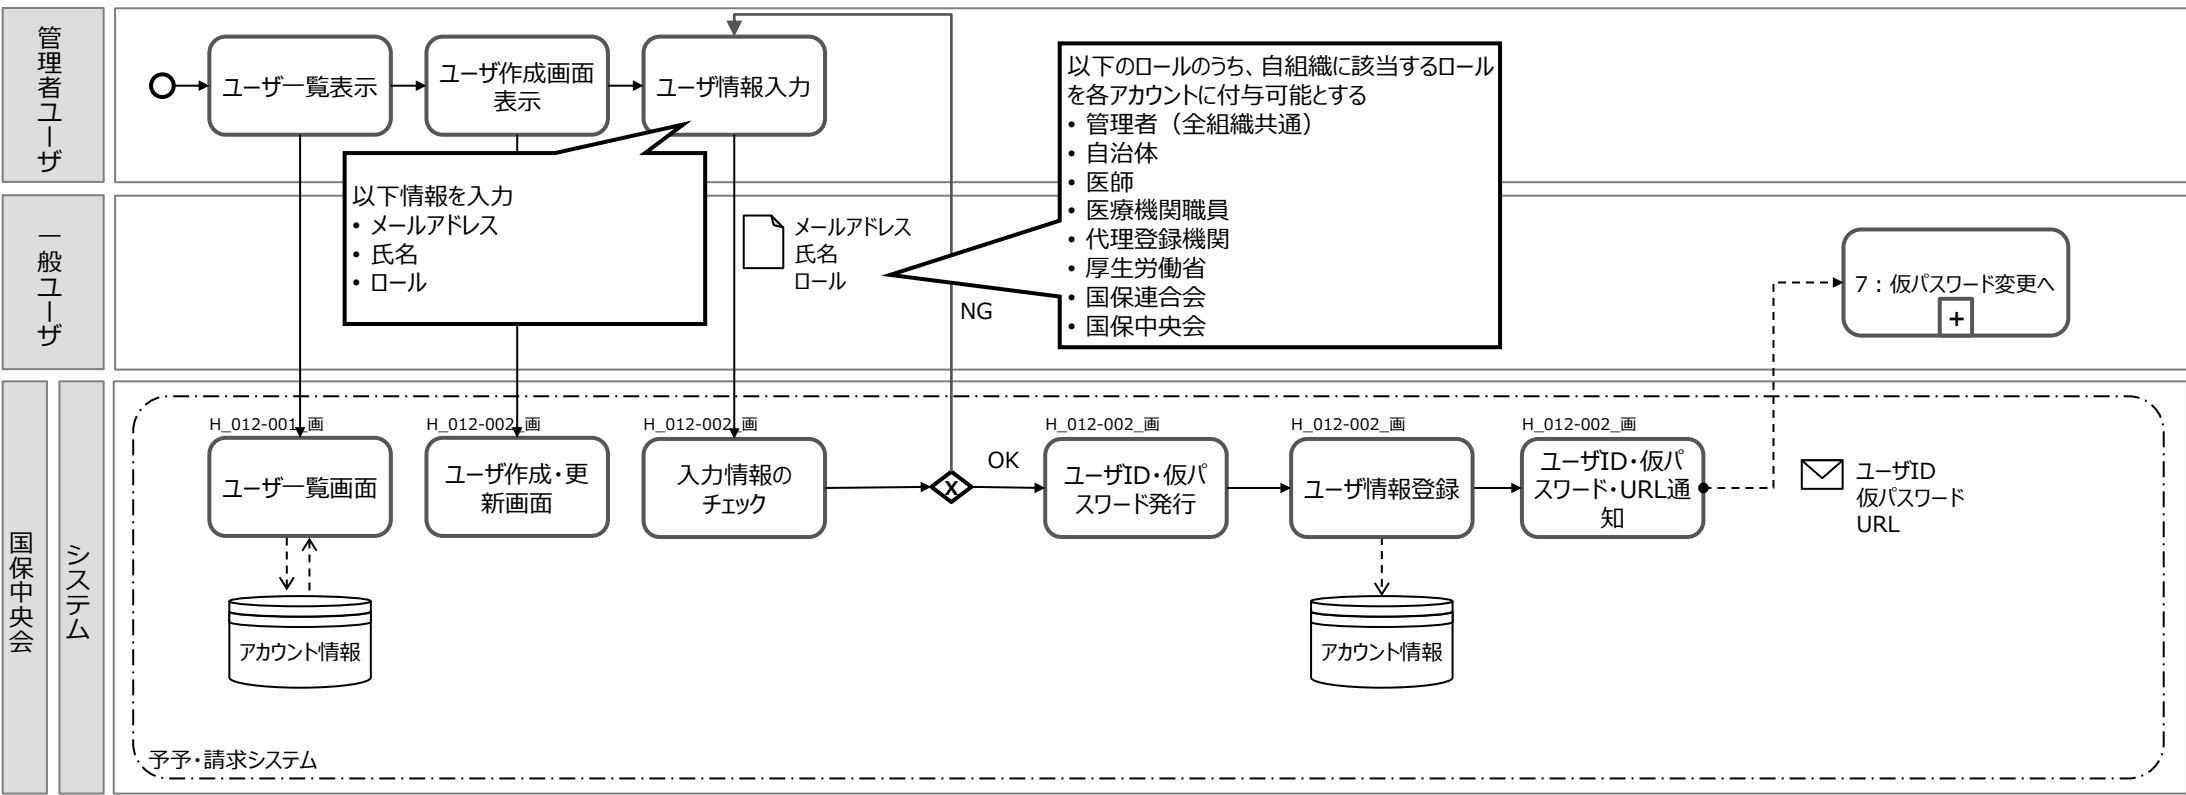 管理者ユーザ
ユーザ一覧表示
ユーザ作成画面
表示
ユーザ情報入力
以下のロールのうち、自組織に該当するロール
を各アカウントに付与可能とする
• 管理者（全組織共通）
• 自治体
• 医師
• 医療機関職員
• 代理登録機関
• 厚生労働省
• 国保連合会
• 国保中央会
一般ユーザ
以下情報を入力
• メールアドレス
• 氏名
• ロール
メールアドレス
氏名
ロール
NG
7：仮パスワード変更へ
+
国保中央会
システム
H_012-001_画
ユーザ一覧画面
H_012-002_画
ユーザ作成・更
新画面
H_012-002_画
入力情報の
チェック
X
OK
H_012-002_画
ユーザID・仮パ
スワード発行
H_012-002_画
ユーザ情報登録
H_012-002_画
ユーザID・仮パ
スワード・URL通
知
ユーザID
仮パスワード
URL
アカウント情報
アカウント情報
予予・請求システム